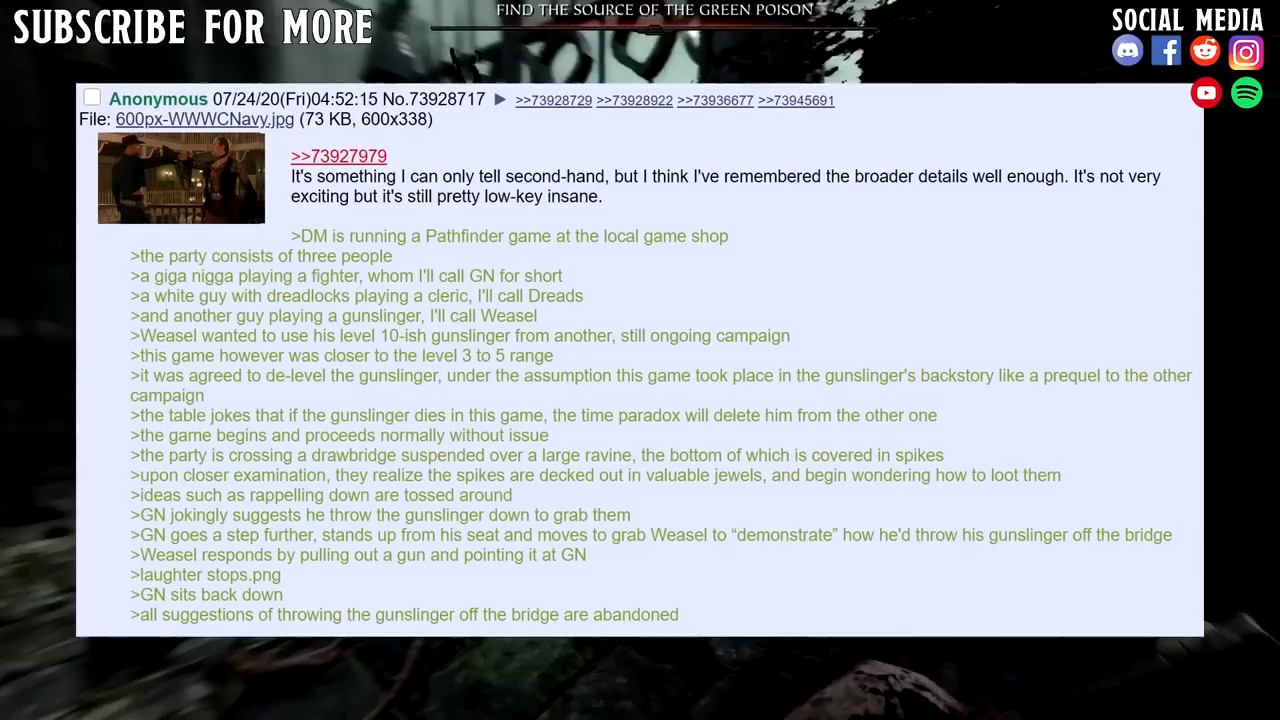 FIND THE SOURCE OF THE GREEN POISON
SUBSCRIBE FOR MORE
SOCIAL MEDIA
Anonymous 07/24/20(Fri)04:52:15 No.73928717 ▶ >>73928729 >>73928922 >>73936677 >>73945691
File: 600px-WWWCNavy.jpg (73 KB, 600x338)
>>73927979
It's something I can only tell second-hand, but I think I've remembered the broader details well enough. It's not very
exciting but it's still pretty low-key insane.
>DM is running a Pathfinder game at the local game shop
>the party consists of three people
>a giga nigga playing a fighter, whom I'll call GN for short
>a white guy with dreadlocks playing a cleric, I'll call Dreads
>and another guy playing a gunslinger, I'll call Weasel
>Weasel wanted to use his level 10-ish gunslinger from another, still ongoing campaign
>this game however was closer to the level 3 to 5 range
>it was agreed to de-level the gunslinger, under the assumption this game took place in the gunslinger's backstory like a prequel to the other
campaign
>the table jokes that if the gunslinger dies in this game, the time paradox will delete him from the other one
>the game begins and proceeds normally without issue
>the party is crossing a drawbridge suspended over a large ravine, the bottom of which is covered in spikes
>upon closer examination, they realize the spikes are decked out in valuable jewels, and begin wondering how to loot them
>ideas such as rappelling down are tossed around
>GN jokingly suggests he throw the gunslinger down to grab them
>GN goes a step further, stands up from his seat and moves to grab Weasel to “demonstrate” how he'd throw his gunslinger off the bridge
>Weasel responds by pulling out a gun and pointing it at GN
>laughter stops.png
>GN sits back down
>all suggestions of throwing the gunslinger off the bridge are abandoned